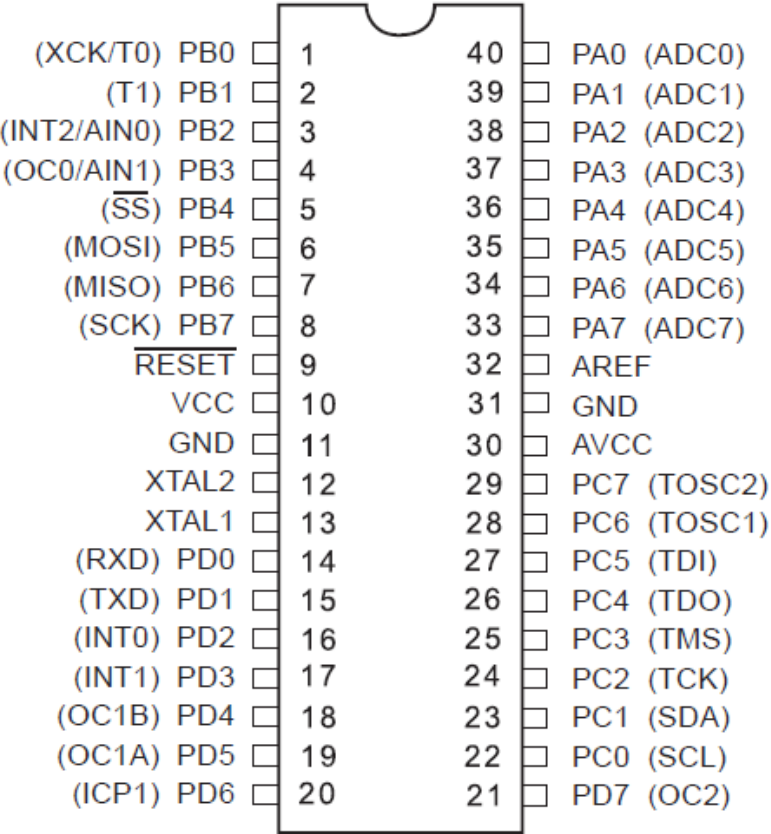 (XCK/T0) PB0 1 40 PA0 (ADC0)
(T1) PB1 2 39 PA1 (ADC1)
(INT2/AIN0) PB2 3 38 PA2 (ADC2)
(OC0/AIN1) PB3 4 37 PA3 (ADC3)
(S̅S̅) PB4 5 36 PA4 (ADC4)
(MOSI) PB5 6 35 PA5 (ADC5)
(MISO) PB6 7 34 PA6 (ADC6)
(SCK) PB7 8 33 PA7 (ADC7)
R̅E̅S̅E̅T̅ 9 32 AREF
VCC 10 31 GND
GND 11 30 AVCC
XTAL2 12 29 PC7 (TOSC2)
XTAL1 13 28 PC6 (TOSC1)
(RXD) PD0 14 27 PC5 (TDI)
(TXD) PD1 15 26 PC4 (TDO)
(INT0) PD2 16 25 PC3 (TMS)
(INT1) PD3 17 24 PC2 (TCK)
(OC1B) PD4 18 23 PC1 (SDA)
(OC1A) PD5 19 22 PC0 (SCL)
(ICP1) PD6 20 21 PD7 (OC2)